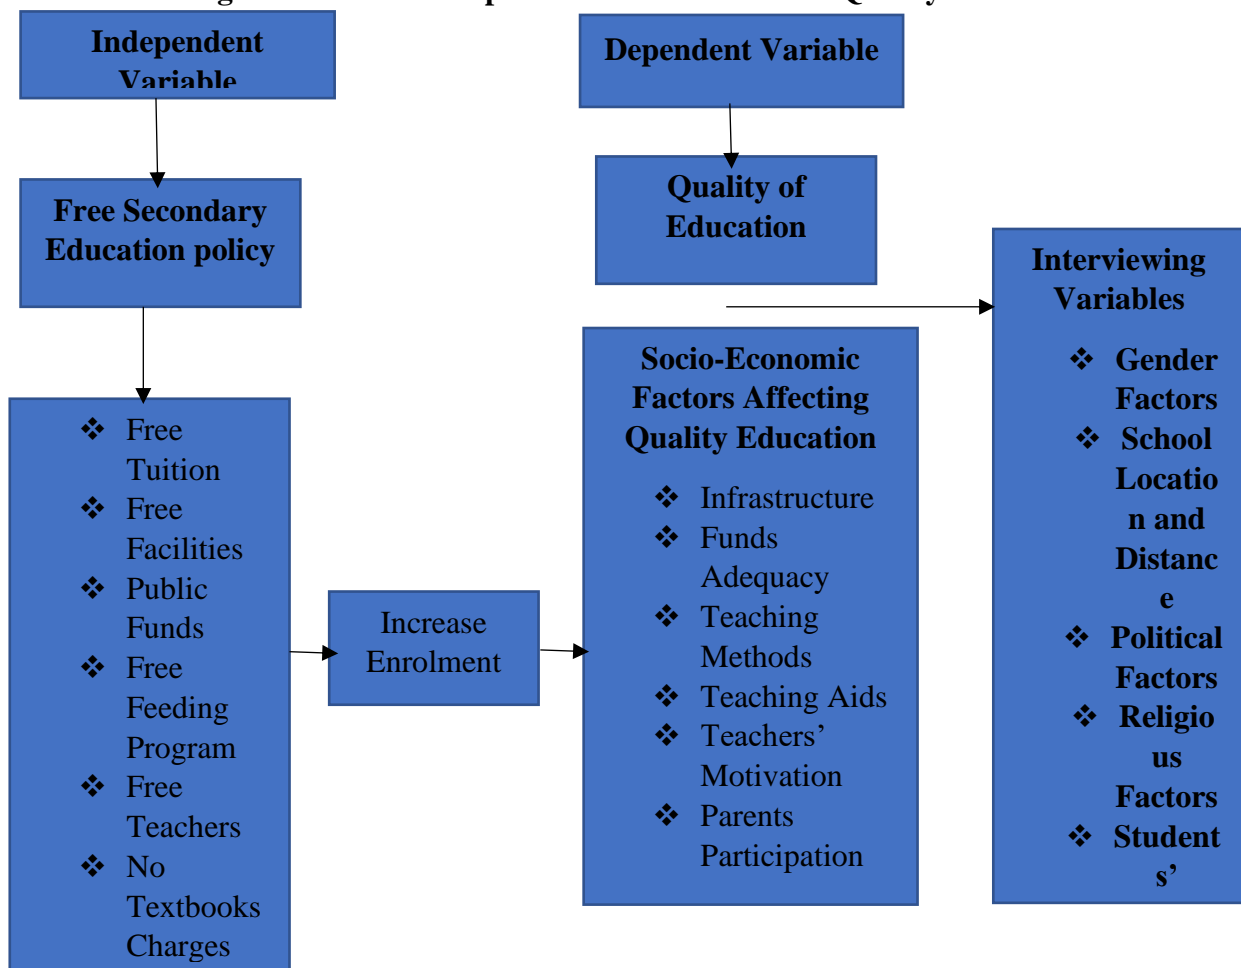 Independent
Variable
Dependent Variable
Free Secondary
Education policy
Quality of
Education
❖ Free
Tuition
❖ Free
Facilities
❖ Public
Funds
❖ Free
Feeding
Program
❖ Free
Teachers
❖ No
Textbooks
Charges
Increase
Enrolment
Socio-Economic
Factors Affecting
Quality Education
❖ Infrastructure
❖ Funds
Adequacy
❖ Teaching
Methods
❖ Teaching Aids
❖ Teachers’
Motivation
❖ Parents
Participation
Interviewing
Variables
❖ Gender
Factors
❖ School
Locatio
n and
Distanc
e
❖ Political
Factors
❖ Religio
us
Factors
❖ Student
s’